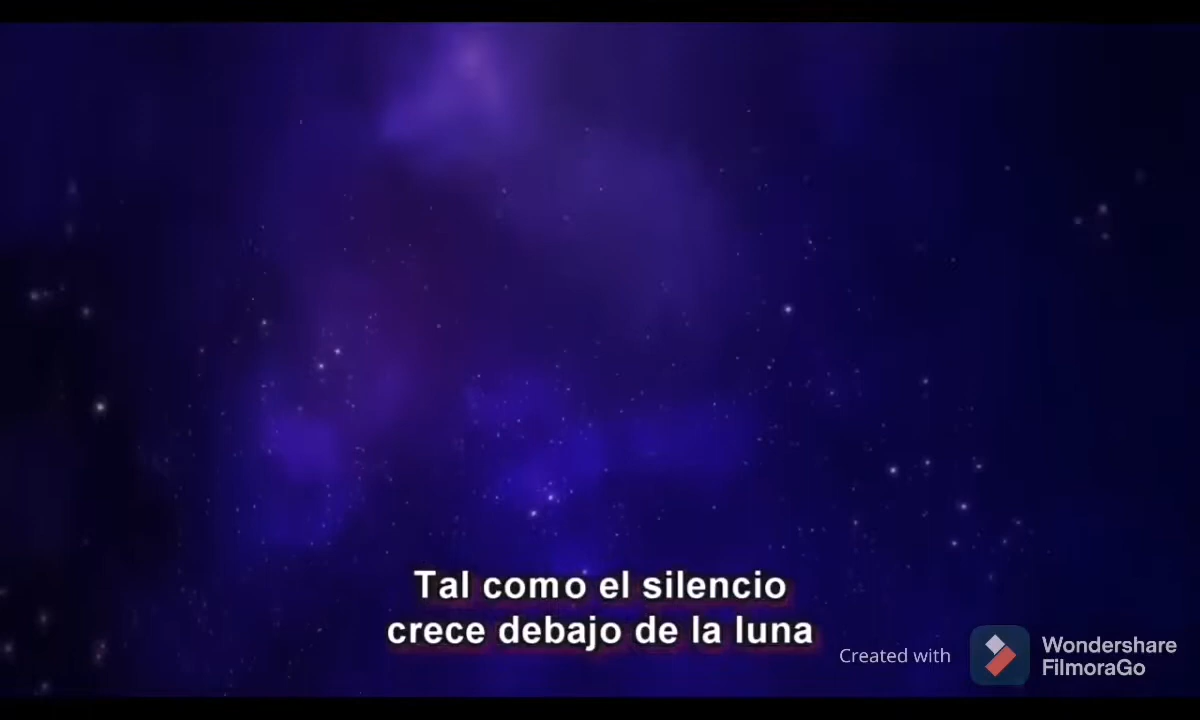 Tal como el silencio
crece debajo de la luna
Created with
Wondershare
FilmoraGo